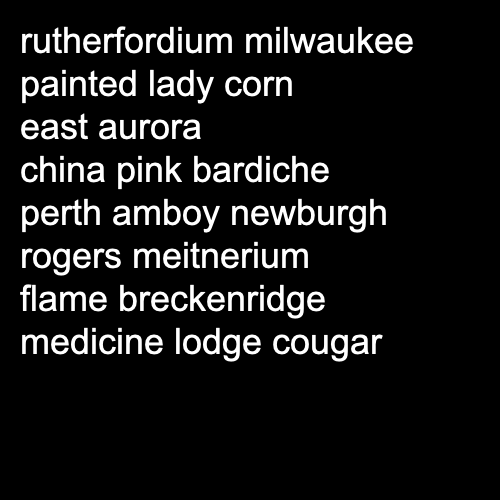 rutherfordium milwaukee
painted lady corn
east aurora
china pink bardiche
perth amboy newburgh
rogers meitnerium
flame breckenridge
medicine lodge cougar